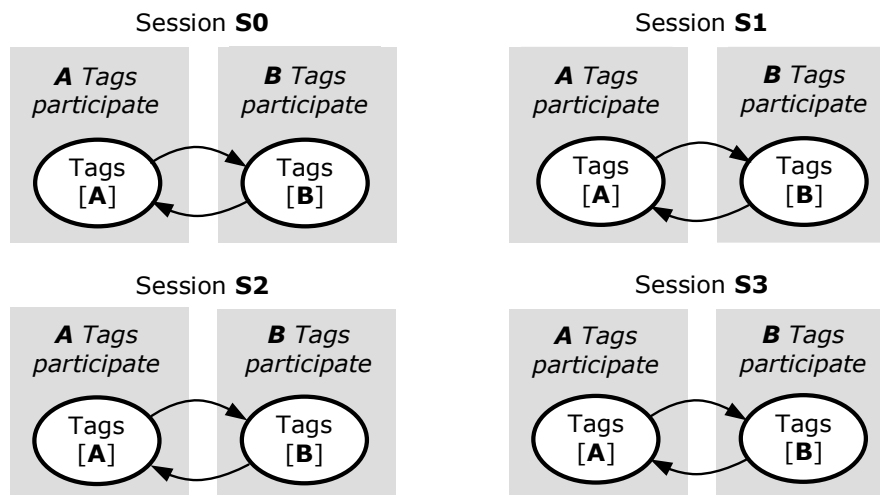 Session S0
A Tags
participate
B Tags
participate
Tags
[A]
Tags
[B]
Session S1
A Tags
participate
B Tags
participate
Tags
[A]
Tags
[B]
Session S2
A Tags
participate
B Tags
participate
Tags
[A]
Tags
[B]
Session S3
A Tags
participate
B Tags
participate
Tags
[A]
Tags
[B]